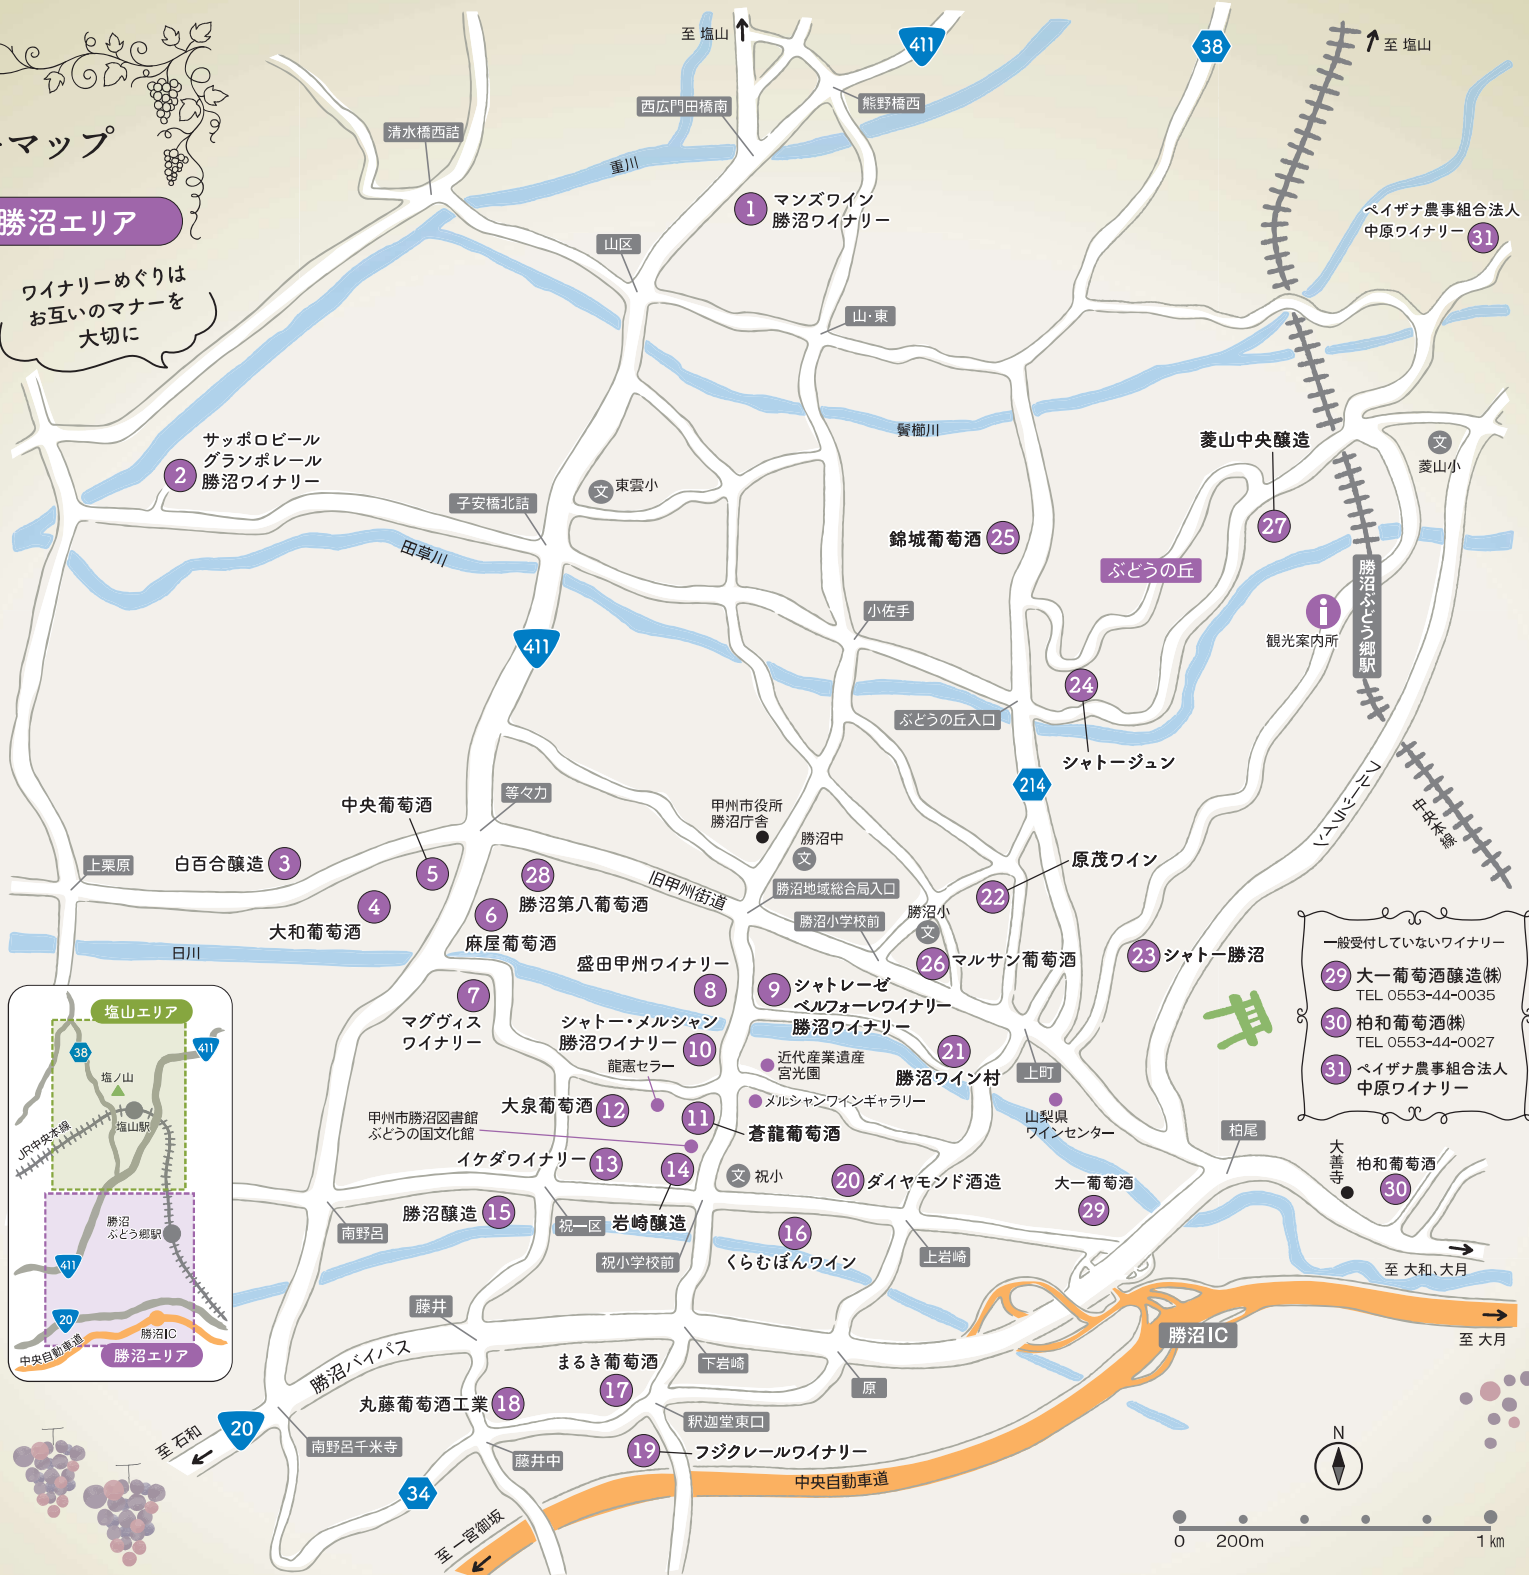 マップ
勝沼エリア
ワイナリーめぐりは
お互いのマナーを
大切に
至 塩山
411
38
至 塩山
清水橋西詰
西広門田橋南
熊野橋西
重川
1
マンズワイン
勝沼ワイナリー
ペイザナ農事組合法人
中原ワイナリー
31
山区
山・東
鬢櫛川
2
サッポロビール
グランポレール
勝沼ワイナリー
子安橋北詰
文
東雲小
田草川
菱山中央醸造
27
文
菱山小
錦城葡萄酒
25
ぶどうの丘
勝沼ぶどう郷駅
観光案内所
小佐手
411
24
シャトージュン
ぶどうの丘入口
214
フルーツライン
中央本線
等々力
中央葡萄酒
5
甲州市役所
勝沼庁舎
勝沼中
文
上栗原
白百合醸造
3
4
大和葡萄酒
28
勝沼第八葡萄酒
6
麻屋葡萄酒
旧甲州街道
勝沼地域総合局入口
勝沼小学校前
勝沼小
文
原茂ワイン
22
26
マルサン葡萄酒
23
シャトー勝沼
日川
7
マグヴィス
ワイナリー
盛田甲州ワイナリー
8
9
シャトレーゼ
ベルフォーレワイナリー
勝沼ワイナリー
シャトー・メルシャン
勝沼ワイナリー
10
龍憲セラー
近代産業遺産
宮光園
メルシャンワインギャラリー
21
勝沼ワイン村
上町
山梨県
ワインセンター
大泉葡萄酒
12
11
蒼龍葡萄酒
甲州市勝沼図書館
ぶどうの国文化館
イケダワイナリー
13
14
岩崎醸造
文
祝小
20
ダイヤモンド酒造
大一葡萄酒
29
柏尾
大善寺
柏和葡萄酒
30
勝沼醸造
15
祝一区
南野呂
祝小学校前
16
くらむぼんワイン
上岩崎
至 大和、大月
至 大月
勝沼IC
藤井
勝沼バイパス
下岩崎
原
まるき葡萄酒
17
丸藤葡萄酒工業
18
釈迦堂東口
19
フジクレールワイナリー
藤井中
南野呂千米寺
至 石和
20
34
至 一宮御坂
中央自動車道
一般受付していないワイナリー
29
大一葡萄酒醸造㈱
TEL 0553-44-0035
30
柏和葡萄酒㈱
TEL 0553-44-0027
31
ペイザナ農事組合法人
中原ワイナリー
塩山エリア
38
411
塩ノ山
塩山駅
JR中央本線
勝沼
ぶどう郷駅
411
20
勝沼IC
中央自動車道
勝沼エリア
N
0
200m
1km